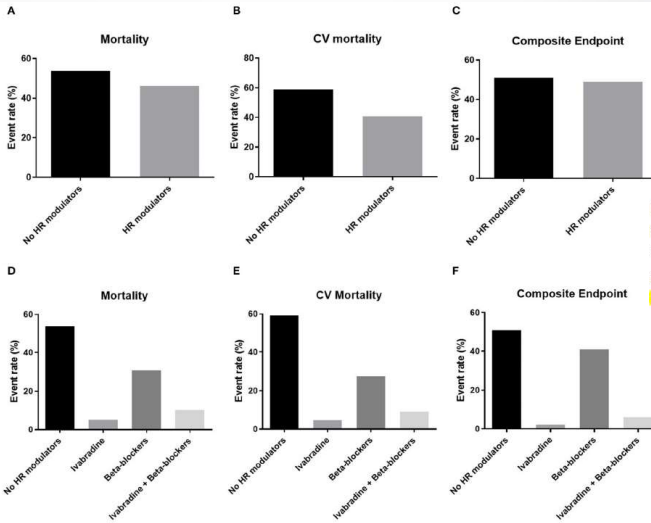 A
Mortality
Event rate (%)
60
40
20
0
No HR modulators
HR modulators
B
CV mortality
Event rate (%)
80
60
40
20
0
No HR modulators
HR modulators
C
Composite Endpoint
Event rate (%)
60
40
20
0
No HR modulators
HR modulators
D
Mortality
Event rate (%)
60
40
20
0
No HR modulators
Ivabradine
Beta-blockers
Ivabradine + Beta-blockers
E
CV Mortality
Event rate (%)
60
40
20
0
No HR modulators
Ivabradine
Beta-blockers
Ivabradine + Beta-blockers
F
Composite Endpoint
Event rate (%)
60
40
20
0
No HR modulators
Ivabradine
Beta-blockers
Ivabradine + Beta-blockers